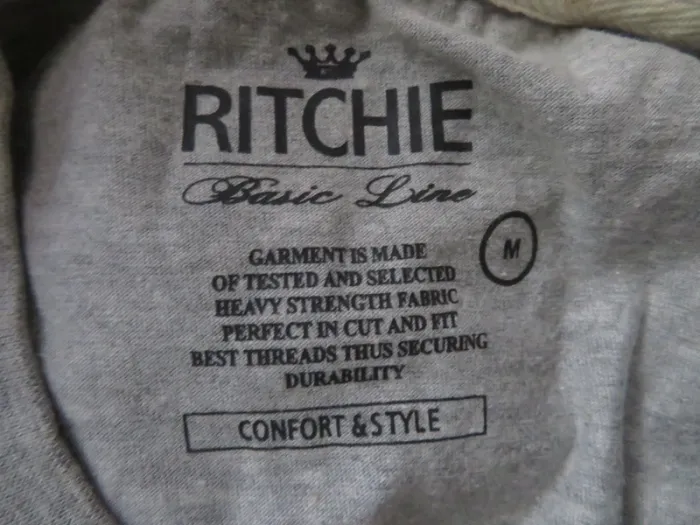 RITCHIE
Basic Line
M
GARMENT IS MADE
OF TESTED AND SELECTED
HEAVY STRENGTH FABRIC
PERFECT IN CUT AND FIT
BEST THREADS THUS SECURING
DURABILITY
CONFORT & STYLE